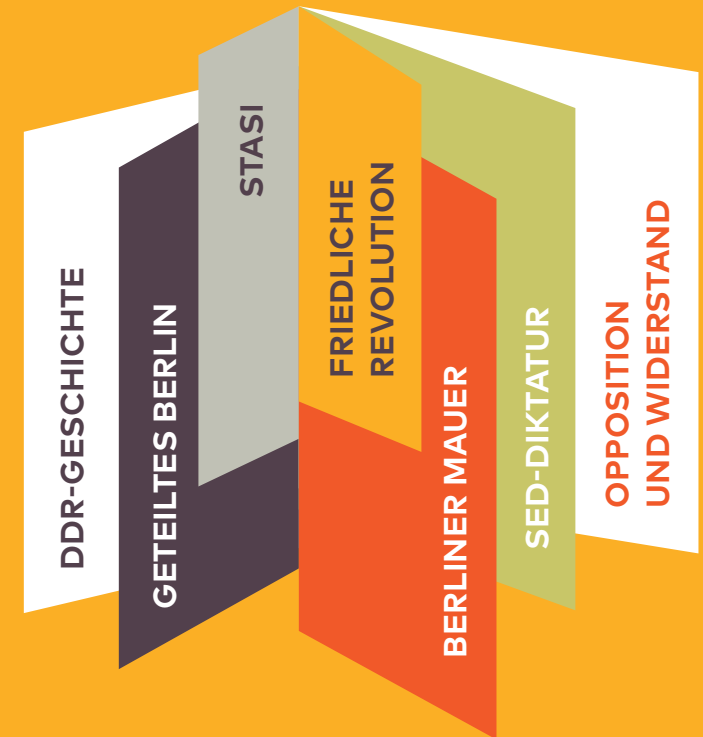 DDR-GESCHICHTE
GETEILTES BERLIN
STASI
FRIEDLICHE
REVOLUTION
BERLINER MAUER
SED-DIKTATUR
OPPOSITION
UND WIDERSTAND